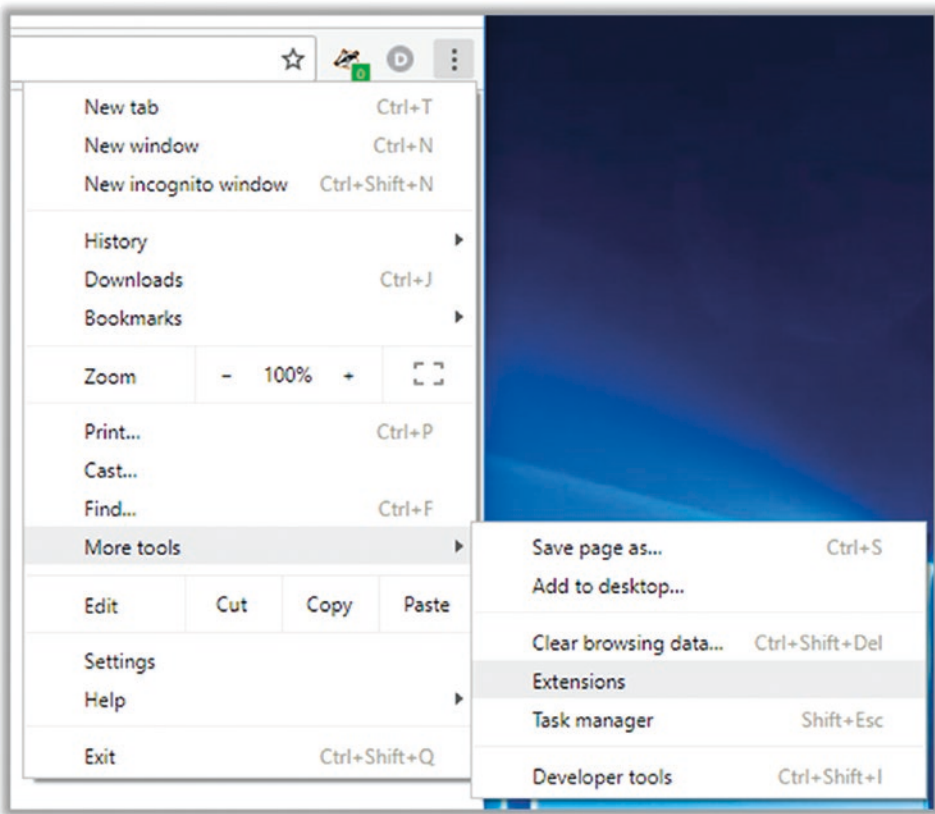 D
0
New tab Ctrl+T
New window Ctrl+N
New incognito window Ctrl+Shift+N
History
Downloads Ctrl+J
Bookmarks
Zoom - 100% +
Print... Ctrl+P
Cast...
Find... Ctrl+F
More tools
Edit Cut Copy Paste
Settings
Help
Exit Ctrl+Shift+Q
Save page as... Ctrl+S
Add to desktop...
Clear browsing data... Ctrl+Shift+Del
Extensions
Task manager Shift+Esc
Developer tools Ctrl+Shift+I